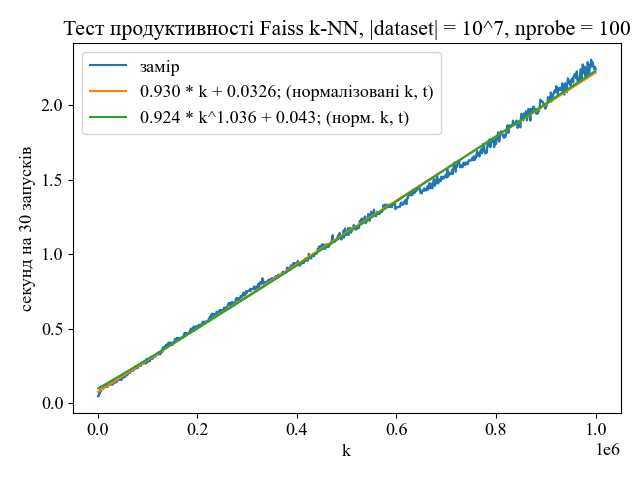 Тест продуктивності Faiss k-NN, |dataset| = 10^7, nprobe = 100
замір
0.930 * k + 0.0326; (нормалізовані k, t)
0.924 * k^1.036 + 0.043; (норм. k, t)
секунд на 30 запусків
2.0
1.5
1.0
0.5
0.0
0.0 0.2 0.4 0.6 0.8 1.0
1e6
k